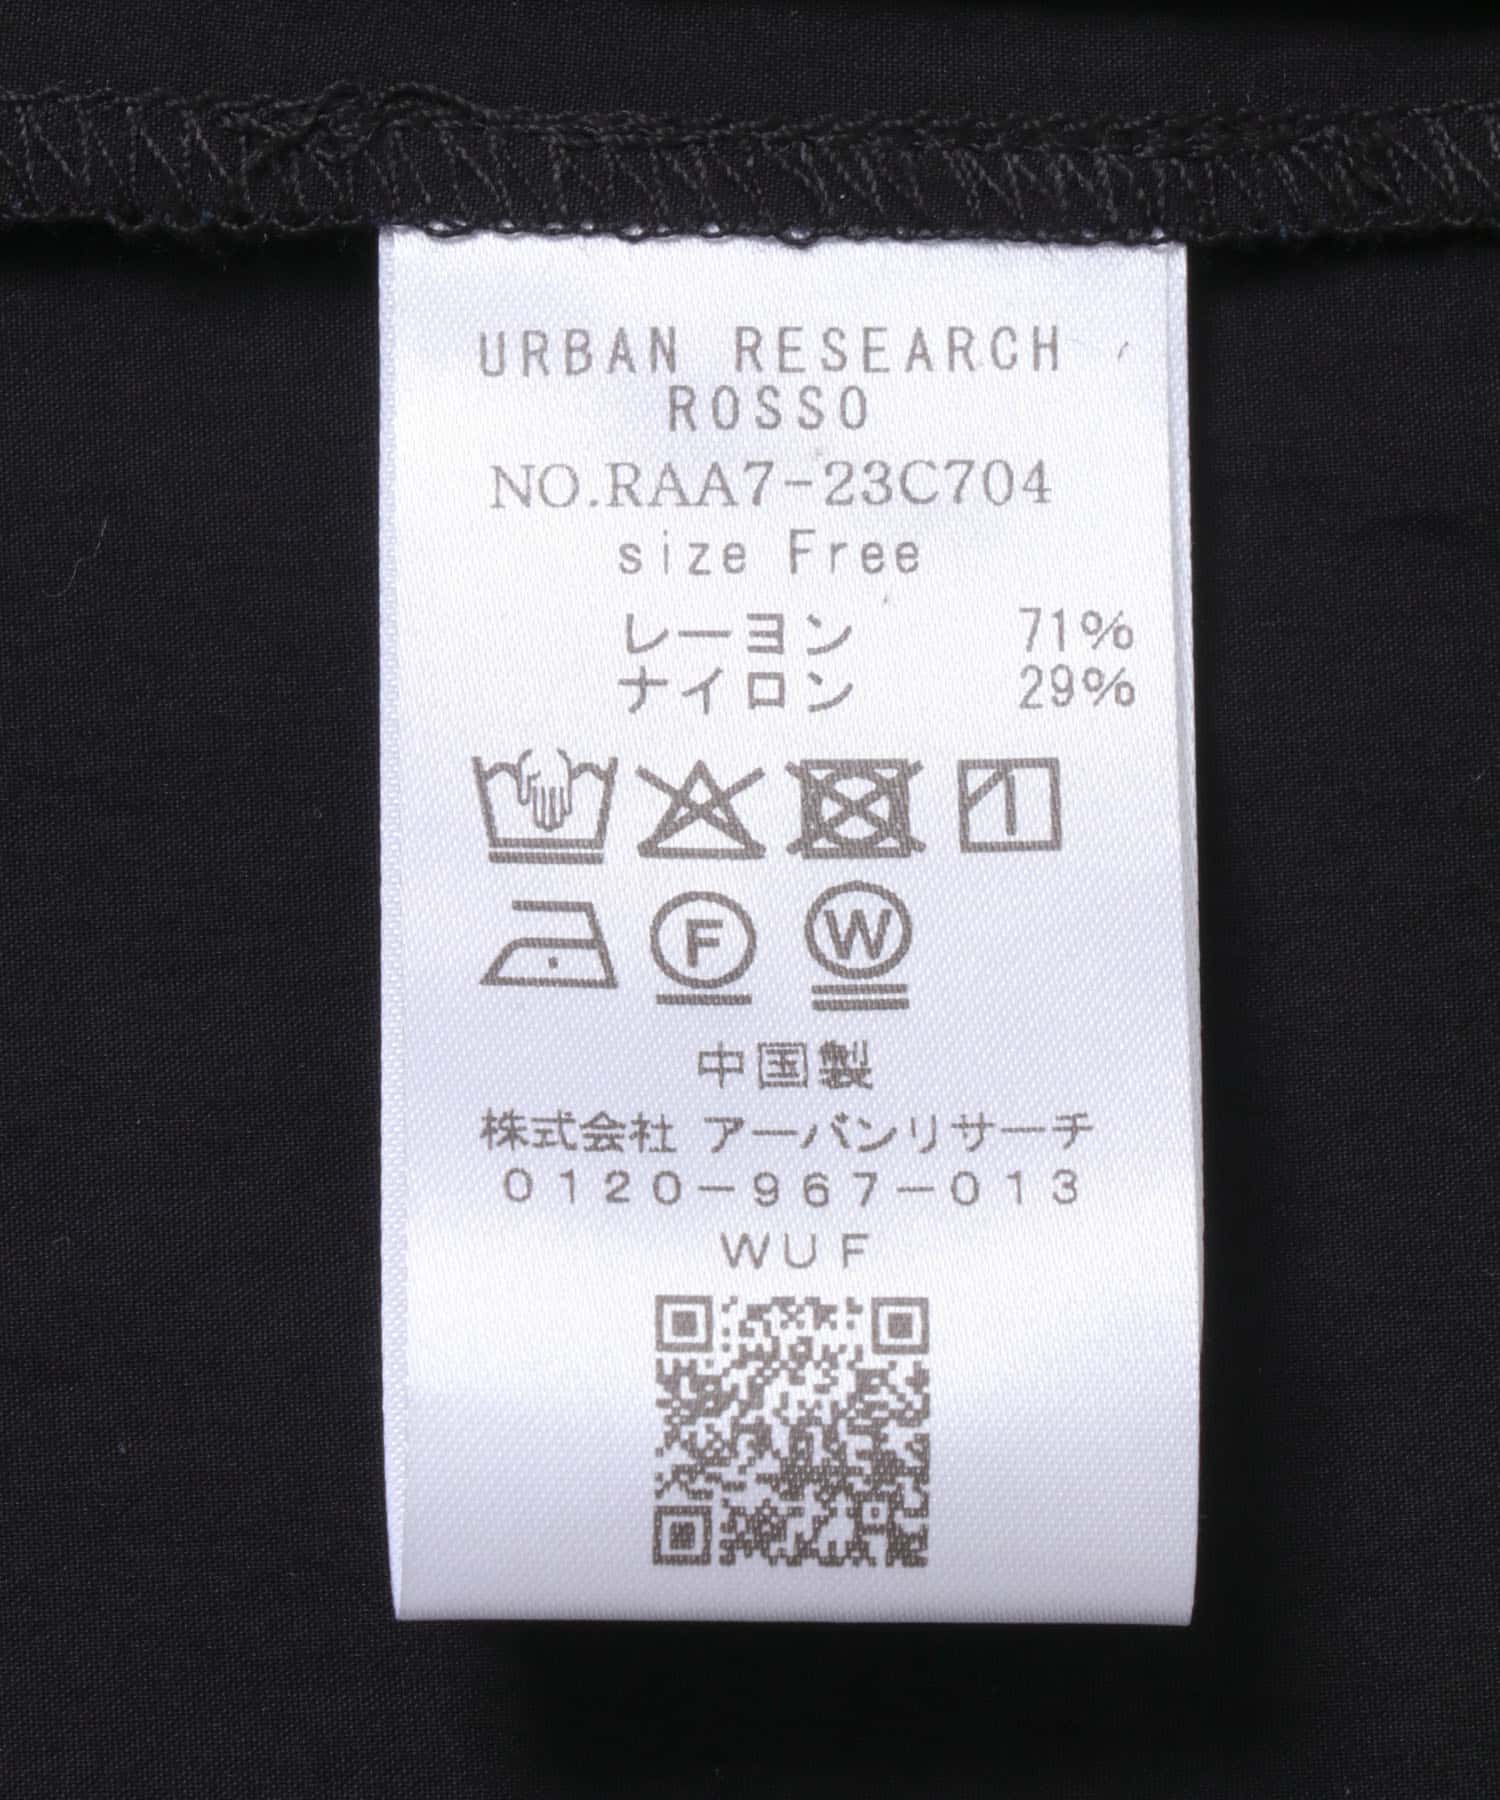 URBAN RESEARCH
ROSSO
NO.RAA7-23C704
size Free
レーヨン 71%
ナイロン 29%
F W
中国製
株式会社 アーバンリサーチ
0120-967-013
WUF